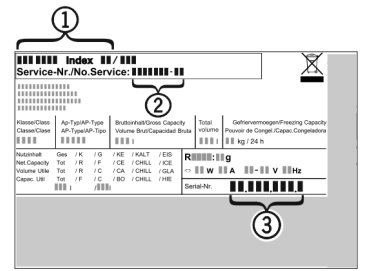 1
Index /
Service-Nr./No.Service: -
2
Klasse/Class Ap-Typ/AP-Type Bruttoinhalt/Gross Capacity Total Gefriervermoegen/Freezing Capacity
Classe/Clase AP-Type/AP-Tipo Volume Brut/Capacidad Bruta volume Pouvoir de Congel./Capac.Congeladora
l l kg / 24 h
Nutzinhalt Ges / K / G / KE / KALT / EIS
Net.Capacity Tot / R / F / CE / CHILL / ICE
Volume Utile Tot / R / C / CA / CHILL / GLA
Capac. Util Tot / F / C / BO / CHILL / HIE
l / l
R : g
~ W A - V Hz
Serial-Nr. , , ,
3